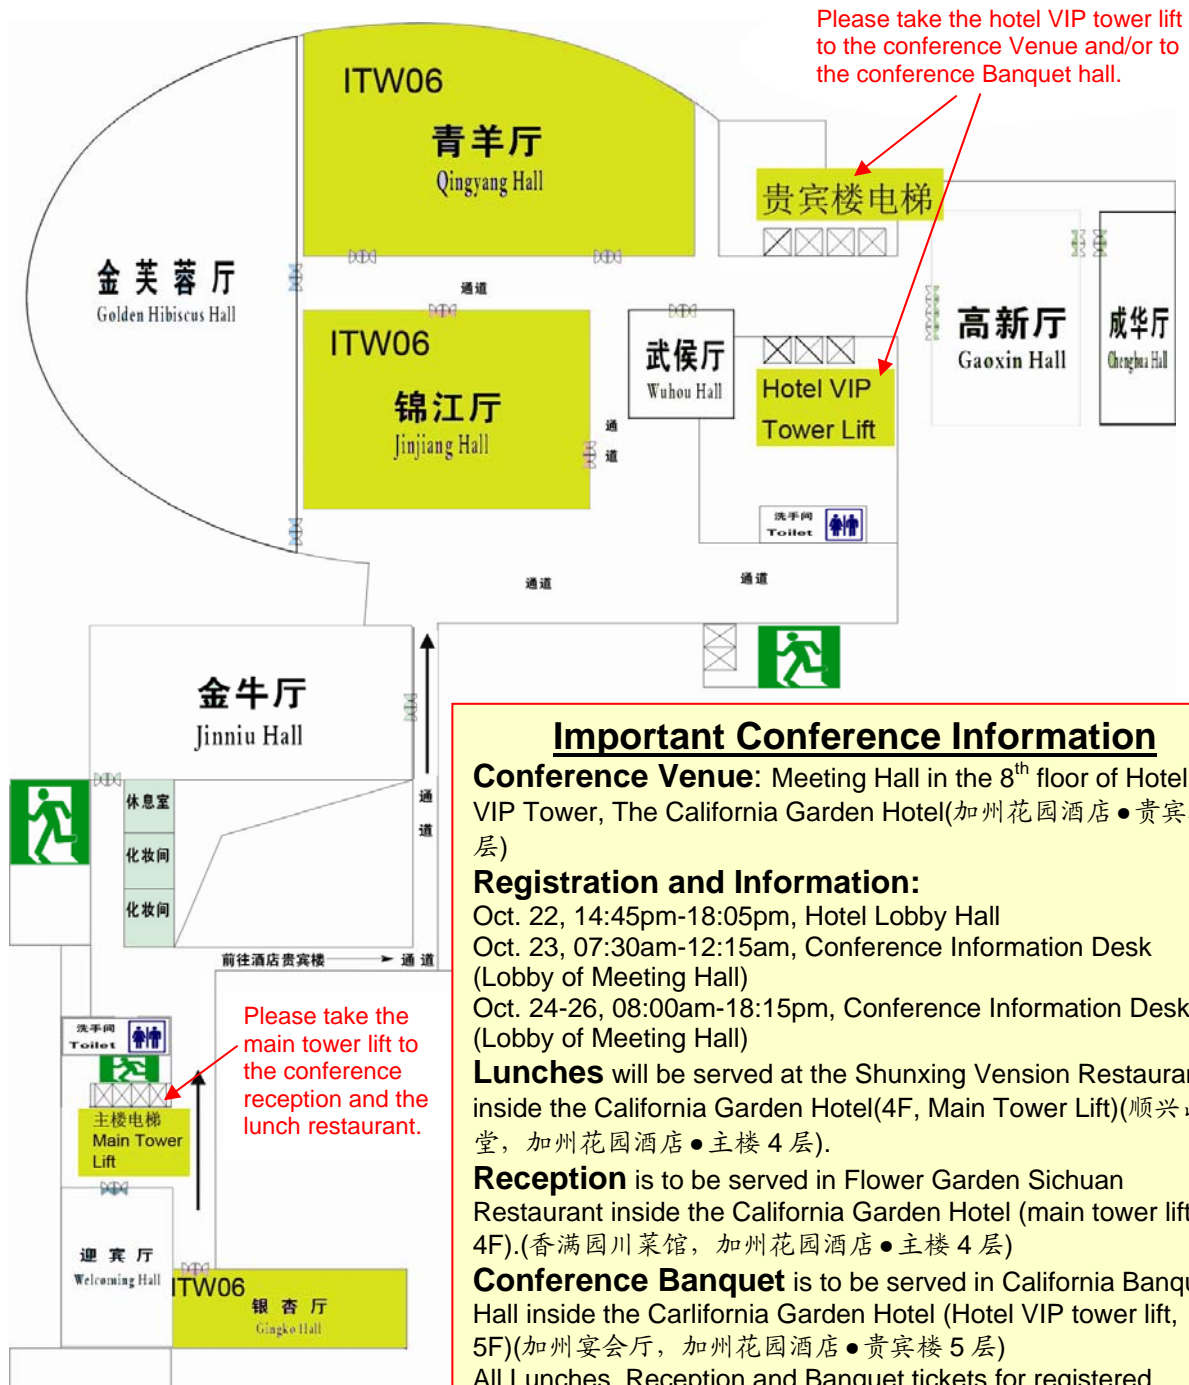 Please take the hotel VIP tower lift
to the conference Venue and/or to
the conference Banquet hall.
ITW06
青羊厅
Qingyang Hall
贵宾楼电梯
金芙蓉厅
Golden Hibiscus Hall
通道
ITW06
锦江厅
Jinjiang Hall
武侯厅
Wuhou Hall
Hotel VIP
Tower Lift
高新厅
Gaoxin Hall
成华厅
Chenghua Hall
通
道
洗手间
Toilet
通道
通道
金牛厅
Jinniu Hall
休息室
化妆间
化妆间
通
道
前往酒店贵宾楼
通道
洗手间
Toilet
Please take the
main tower lift to
the conference
reception and the
lunch restaurant.
主楼电梯
Main Tower
Lift
迎宾厅
Welcoming Hall
ITW06
银杏厅
Gingko Hall
Important Conference Information
Conference Venue: Meeting Hall in the 8th floor of Hotel
VIP Tower, The California Garden Hotel(加州花园酒店●贵宾
层)
Registration and Information:
Oct. 22, 14:45pm-18:05pm, Hotel Lobby Hall
Oct. 23, 07:30am-12:15am, Conference Information Desk
(Lobby of Meeting Hall)
Oct. 24-26, 08:00am-18:15pm, Conference Information Desk
(Lobby of Meeting Hall)
Lunches will be served at the Shunxing Vension Restauran
inside the California Garden Hotel(4F, Main Tower Lift)(顺兴
堂，加州花园酒店●主楼 4 层).
Reception is to be served in Flower Garden Sichuan
Restaurant inside the California Garden Hotel (main tower lift
4F).(香满园川菜馆，加州花园酒店●主楼 4 层)
Conference Banquet is to be served in California Banqu
Hall inside the Carlifornia Garden Hotel (Hotel VIP tower lift,
5F)(加州宴会厅，加州花园酒店●贵宾楼 5 层)
All Lunches, Reception and Banquet tickets for registered